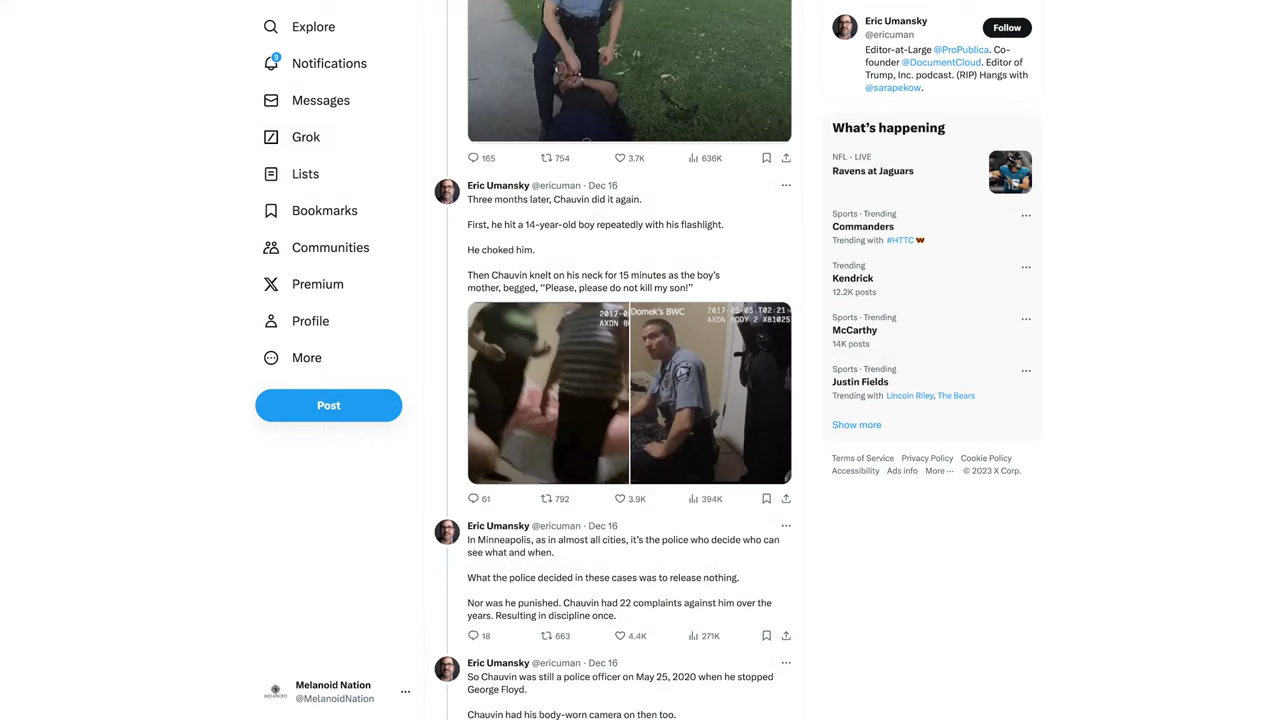 Explore
9
Notifications
Messages
Grok
Lists
Bookmarks
Communities
Premium
Profile
More
Post
Melanoid Nation
@MelanoidNation
165 754 3.7K 636K
Eric Umansky @ericuman · Dec 16
Three months later, Chauvin did it again.
First, he hit a 14-year-old boy repeatedly with his flashlight.
He choked him.
Then Chauvin knelt on his neck for 15 minutes as the boy’s
mother, begged, “Please, please do not kill my son!”
2017-0
AXON B
Domek's BWC
2017-09-05 T02:21
AXON BODY 2 X81025
61 792 3.9K 394K
Eric Umansky @ericuman · Dec 16
In Minneapolis, as in almost all cities, it’s the police who decide who can
see what and when.
What the police decided in these cases was to release nothing.
Nor was he punished. Chauvin had 22 complaints against him over the
years. Resulting in discipline once.
18 663 4.4K 271K
Eric Umansky @ericuman · Dec 16
So Chauvin was still a police officer on May 25, 2020 when he stopped
George Floyd.
Chauvin had his body-worn camera on then too.
Eric Umansky
@ericuman
Follow
Editor-at-Large @ProPublica. Co-
founder @DocumentCloud. Editor of
Trump, Inc. podcast. (RIP) Hangs with
@sarapekow.
What’s happening
NFL · LIVE
Ravens at Jaguars
Sports · Trending
Commanders
Trending with #HTTC
Trending
Kendrick
12.2K posts
Sports · Trending
McCarthy
14K posts
Sports · Trending
Justin Fields
Trending with Lincoln Riley, The Bears
Show more
Terms of Service Privacy Policy Cookie Policy
Accessibility Ads info More ··· © 2023 X Corp.